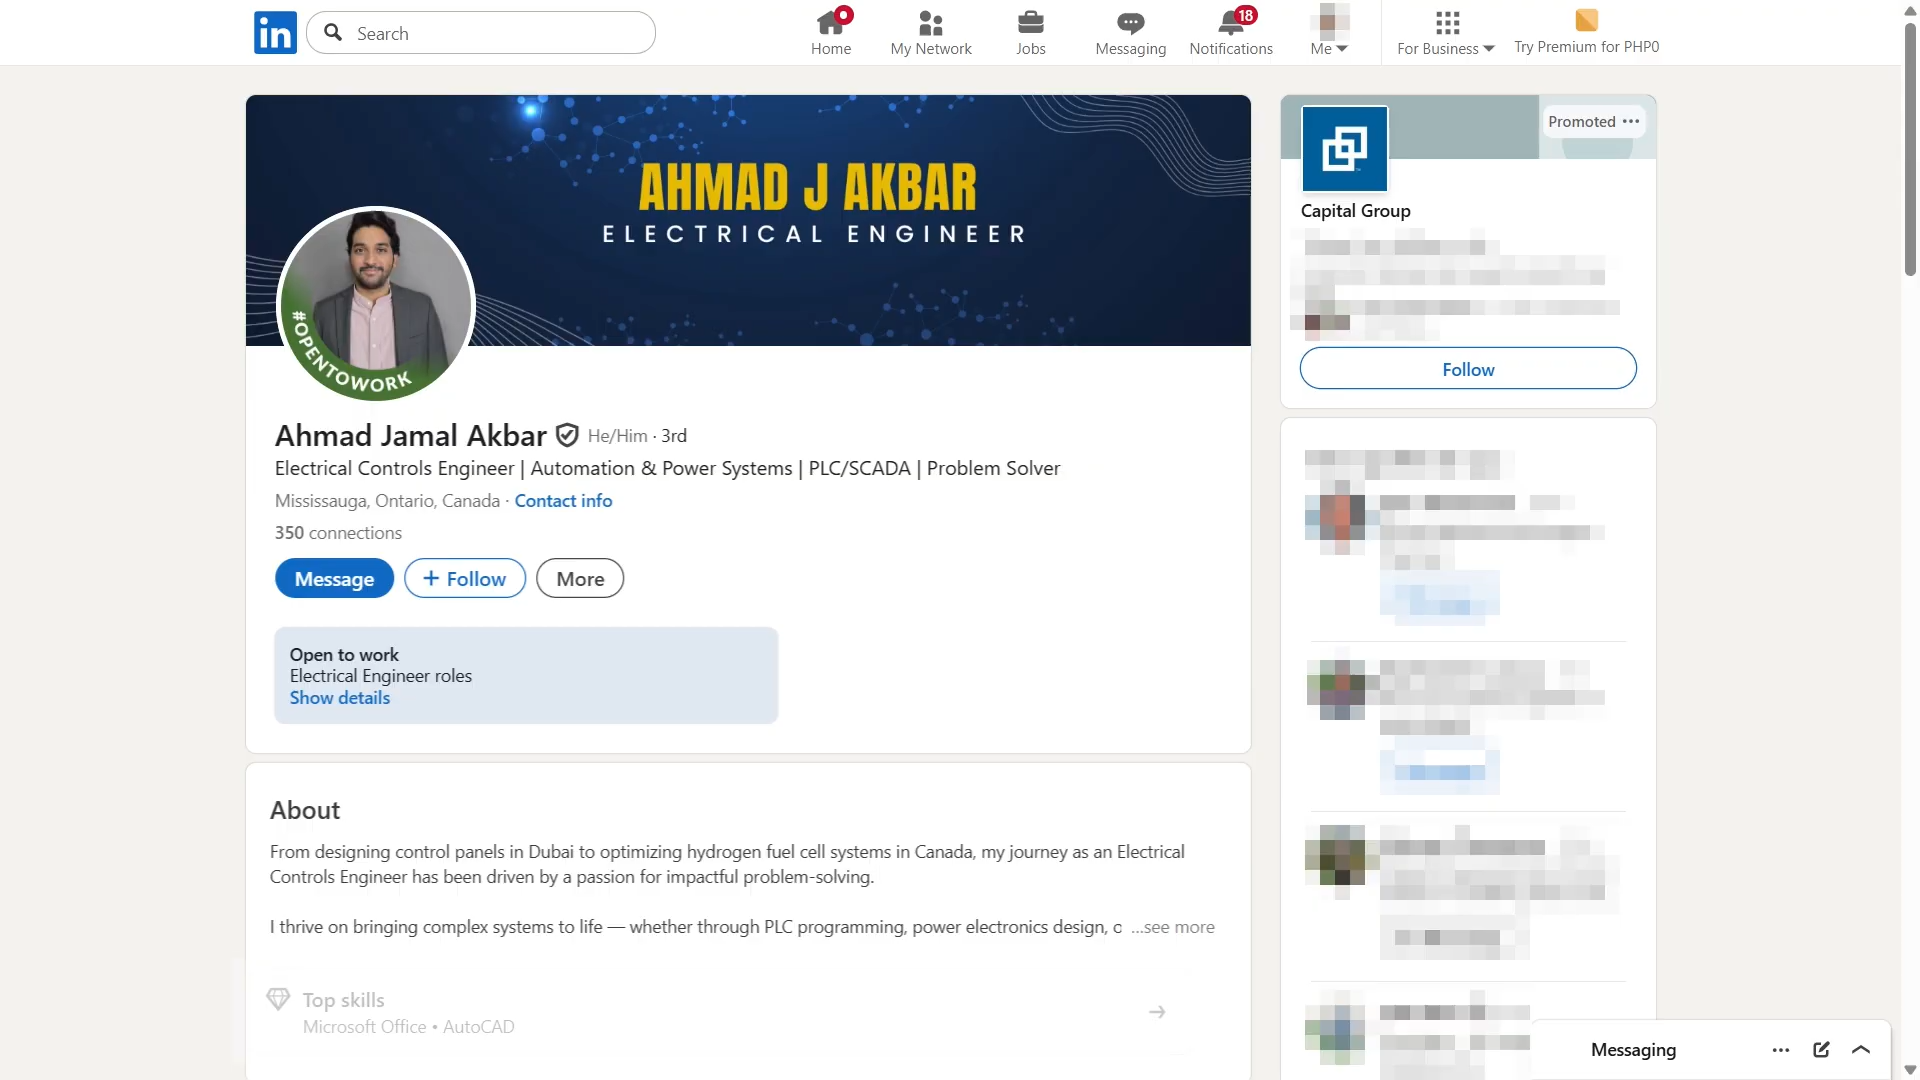 in
Search
Home
My Network
Jobs
Messaging
18
Notifications
Me
For Business
Try Premium for PHP0
AHMAD J AKBAR
ELECTRICAL ENGINEER
#OPENTOWORK
Ahmad Jamal Akbar He/Him · 3rd
Electrical Controls Engineer | Automation & Power Systems | PLC/SCADA | Problem Solver
Mississauga, Ontario, Canada · Contact info
350 connections
Message
+ Follow
More
Open to work
Electrical Engineer roles
Show details
About
From designing control panels in Dubai to optimizing hydrogen fuel cell systems in Canada, my journey as an Electrical
Controls Engineer has been driven by a passion for impactful problem-solving.
I thrive on bringing complex systems to life — whether through PLC programming, power electronics design, o ...see more
Top skills
Microsoft Office • AutoCAD
Promoted ···
Capital Group
Follow
Messaging